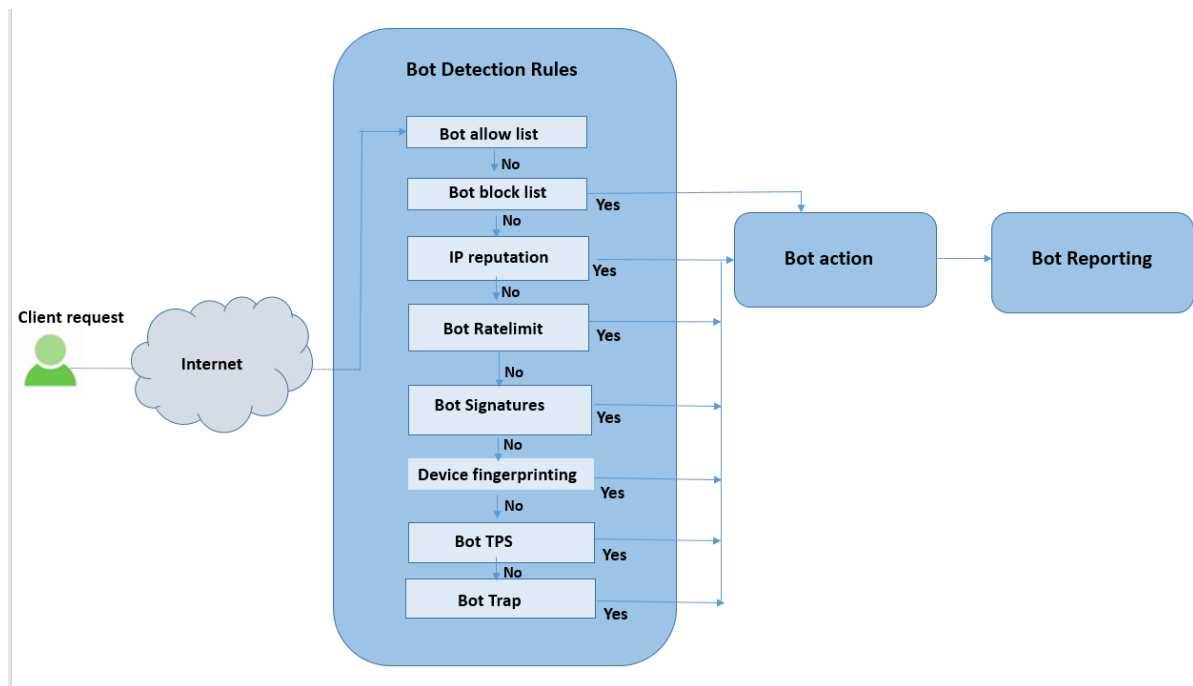 Bot Detection Rules
Bot allow list
No
Bot block list
Yes
No
IP reputation
Yes
No
Bot Ratelimit
Yes
No
Bot Signatures
Yes
No
Device fingerprinting
Yes
No
Bot TPS
Yes
No
Bot Trap
Yes
Client request
Internet
Bot action
Bot Reporting